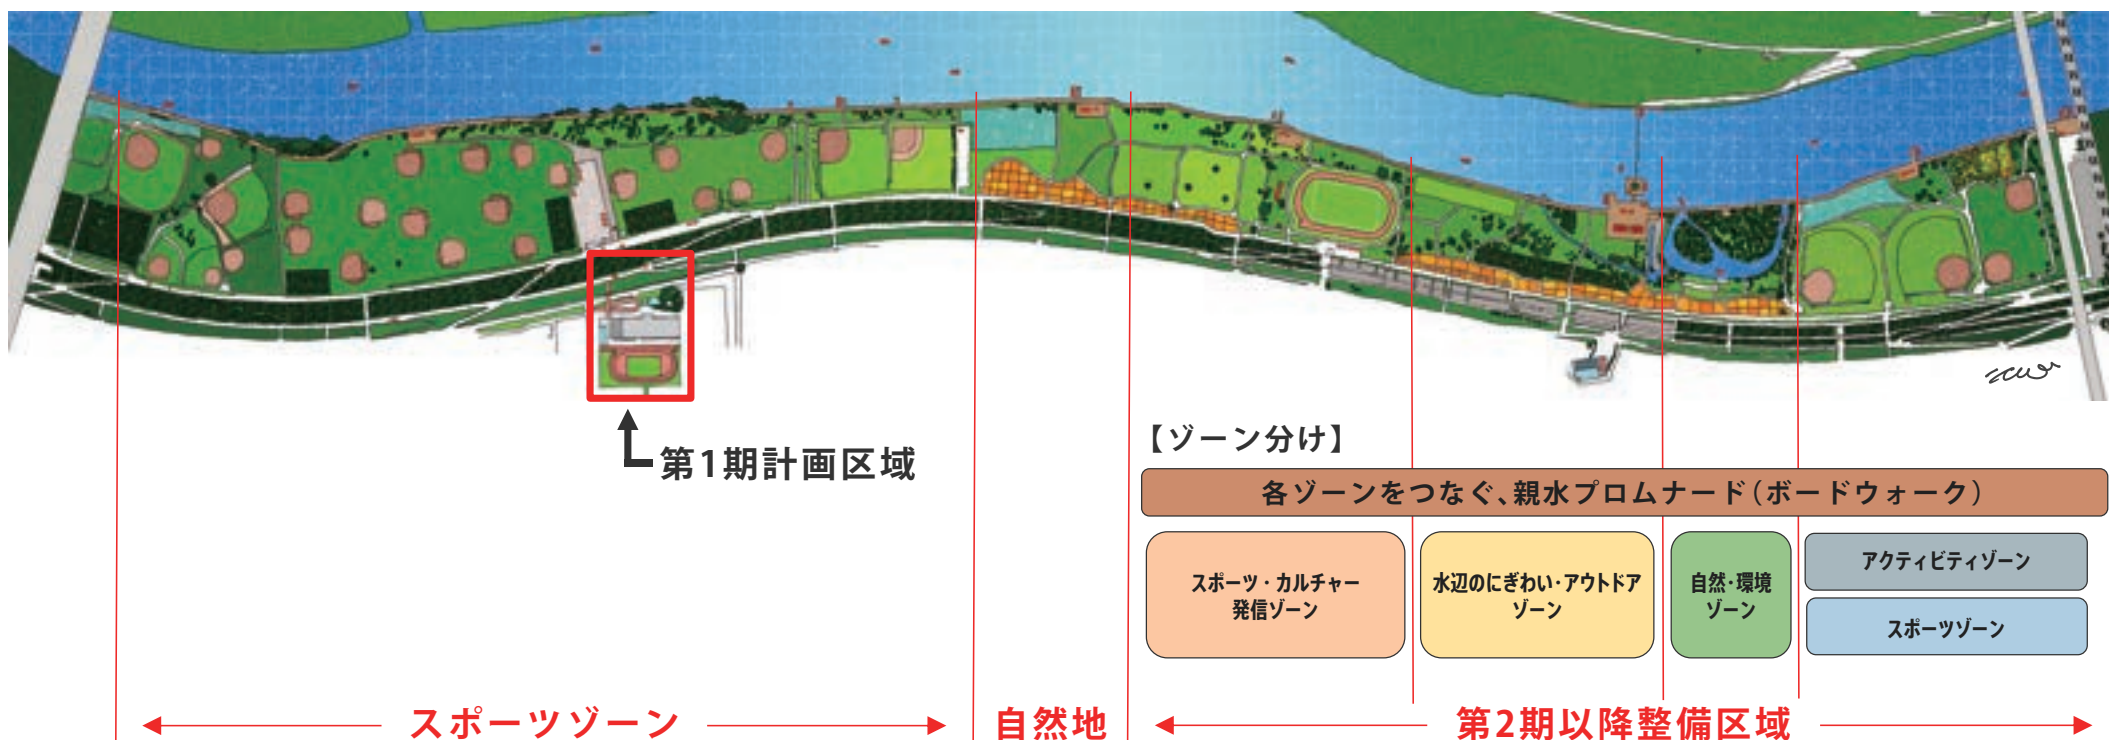 第1期計画区域
【ゾーン分け】
各ゾーンをつなぐ、親水プロムナード(ボードウォーク)
スポーツ・カルチャー
発信ゾーン
水辺のにぎわい・アウトドア
ゾーン
自然・環境
ゾーン
アクティビティゾーン
スポーツゾーン
スポーツゾーン
自然地
第2期以降整備区域